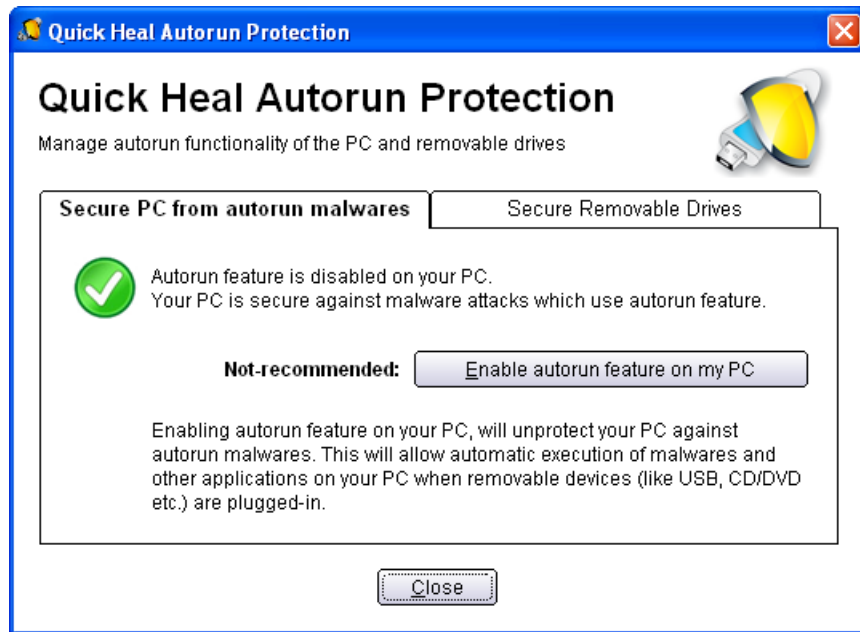 Quick Heal Autorun Protection
Quick Heal Autorun Protection
Manage autorun functionality of the PC and removable drives
Secure PC from autorun malwares
Secure Removable Drives
Autorun feature is disabled on your PC.
Your PC is secure against malware attacks which use autorun feature.
Not-recommended: Enable autorun feature on my PC
Enabling autorun feature on your PC, will unprotect your PC against
autorun malwares. This will allow automatic execution of malwares and
other applications on your PC when removable devices (like USB, CD/DVD
etc.) are plugged-in.
Close